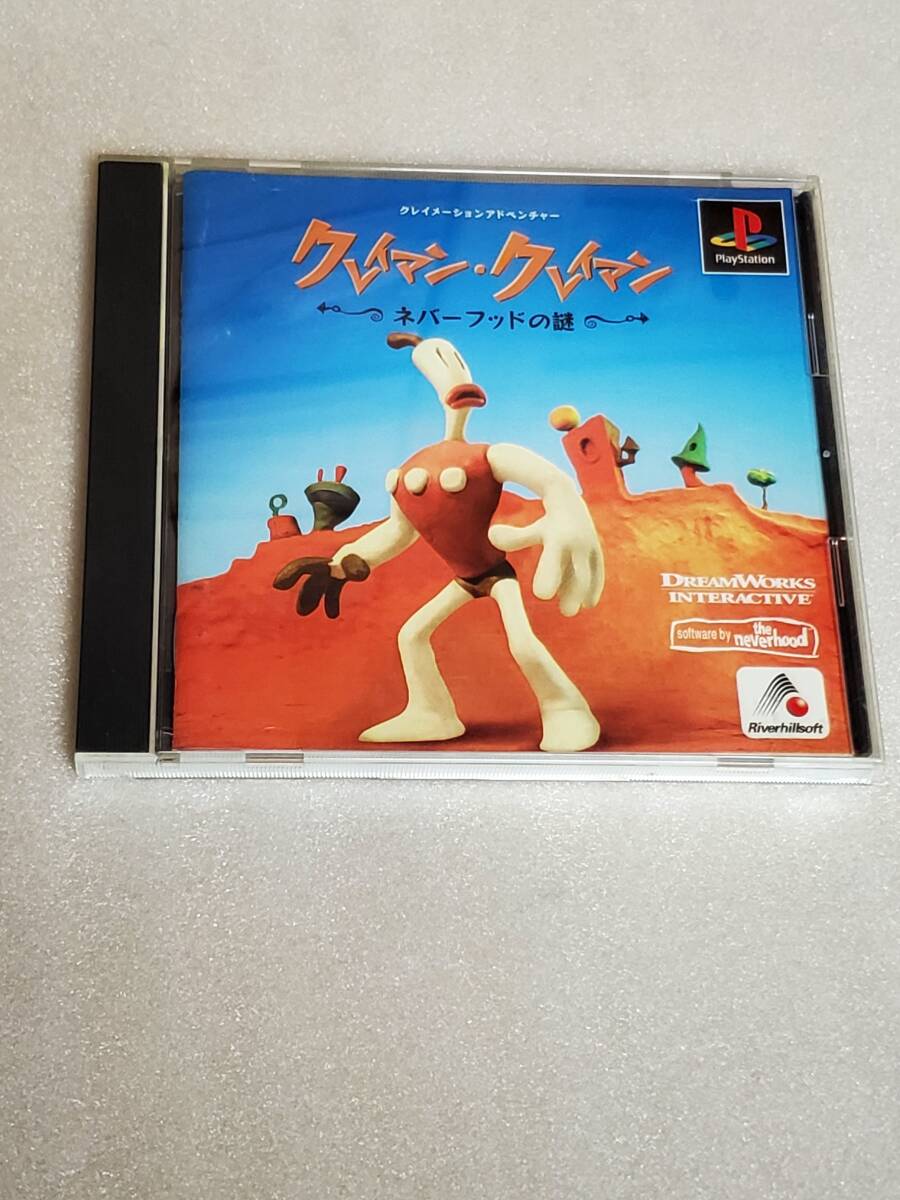 クレイメーションアドベンチャー
クレイマン・クレイマン
ネバーフッドの謎
PlayStation
DREAMWORKS
INTERACTIVE
software by the neverhood
Riverhillsoft